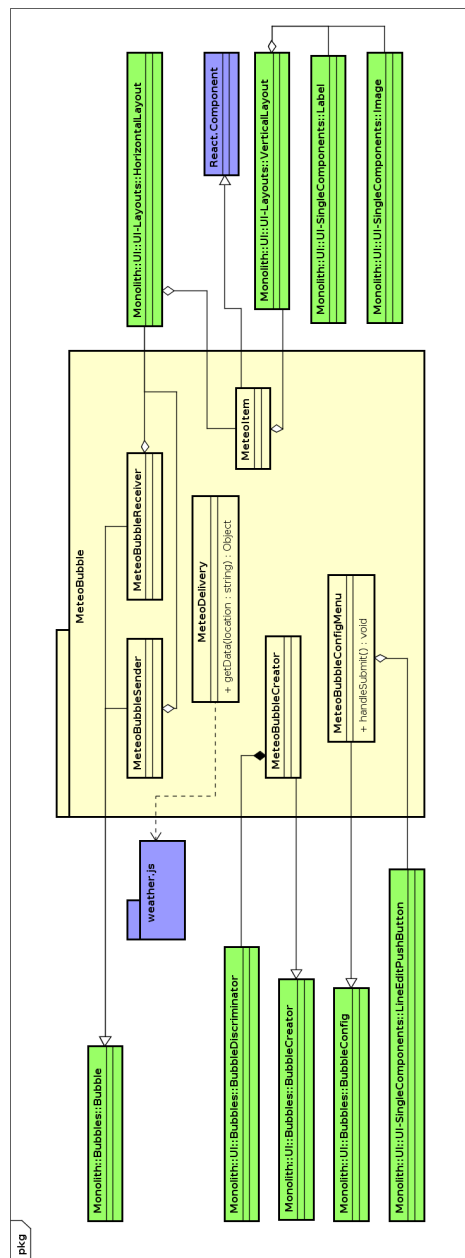 pkg
Monolith::Bubbles::Bubble
Monolith::UI::Bubbles::BubbleDiscriminator
Monolith::UI::Bubbles::BubbleCreator
Monolith::UI::Bubbles::BubbleConfig
Monolith::UI::UI-SingleComponents::LineEditPushButton
weather.js
MeteoBubble
MeteoBubbleSender
MeteoBubbleReceiver
MeteoDelivery
+ getData(location : string) : Object
MeteoBubbleCreator
MeteoBubbleConfigMenu
+ handleSubmit() : void
MeteoItem
Monolith::UI::UI-Layouts::HorizontalLayout
React.Component
Monolith::UI::UI-Layouts::VerticalLayout
Monolith::UI::UI-SingleComponents::Label
Monolith::UI::UI-SingleComponents::Image